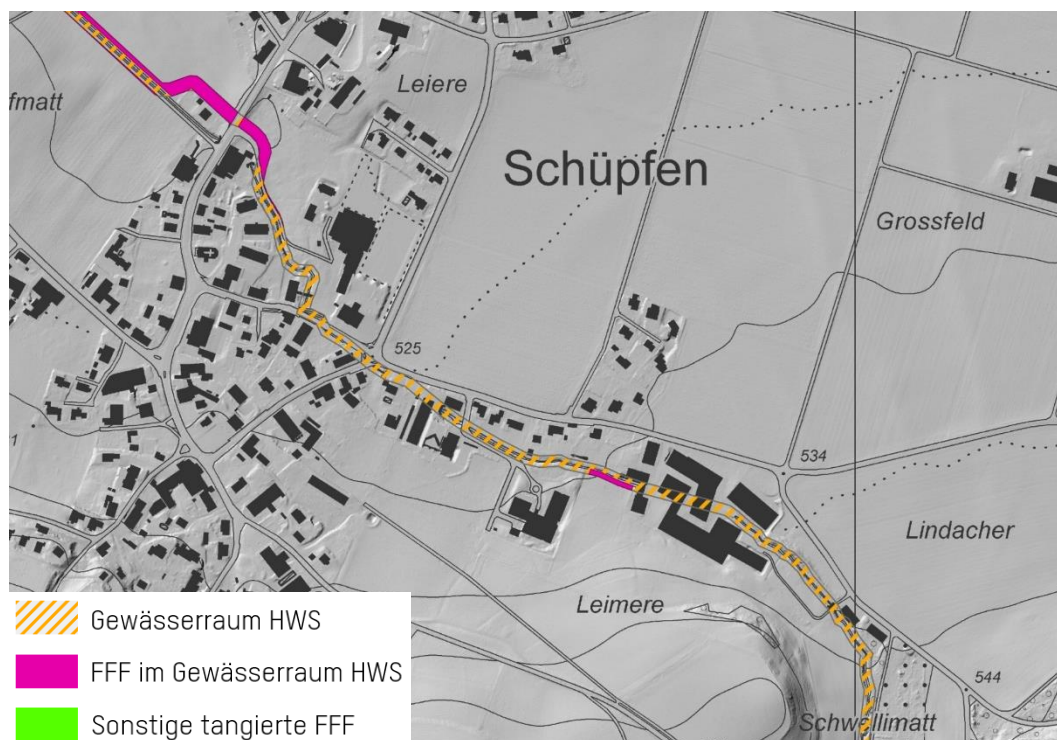 Leiere
fmatt
Schüpfen
Grossfeld
525
534
Lindacher
Leimere
544
Schwellimatt
1
Gewässerraum HWS
FFF im Gewässerraum HWS
Sonstige tangierte FFF